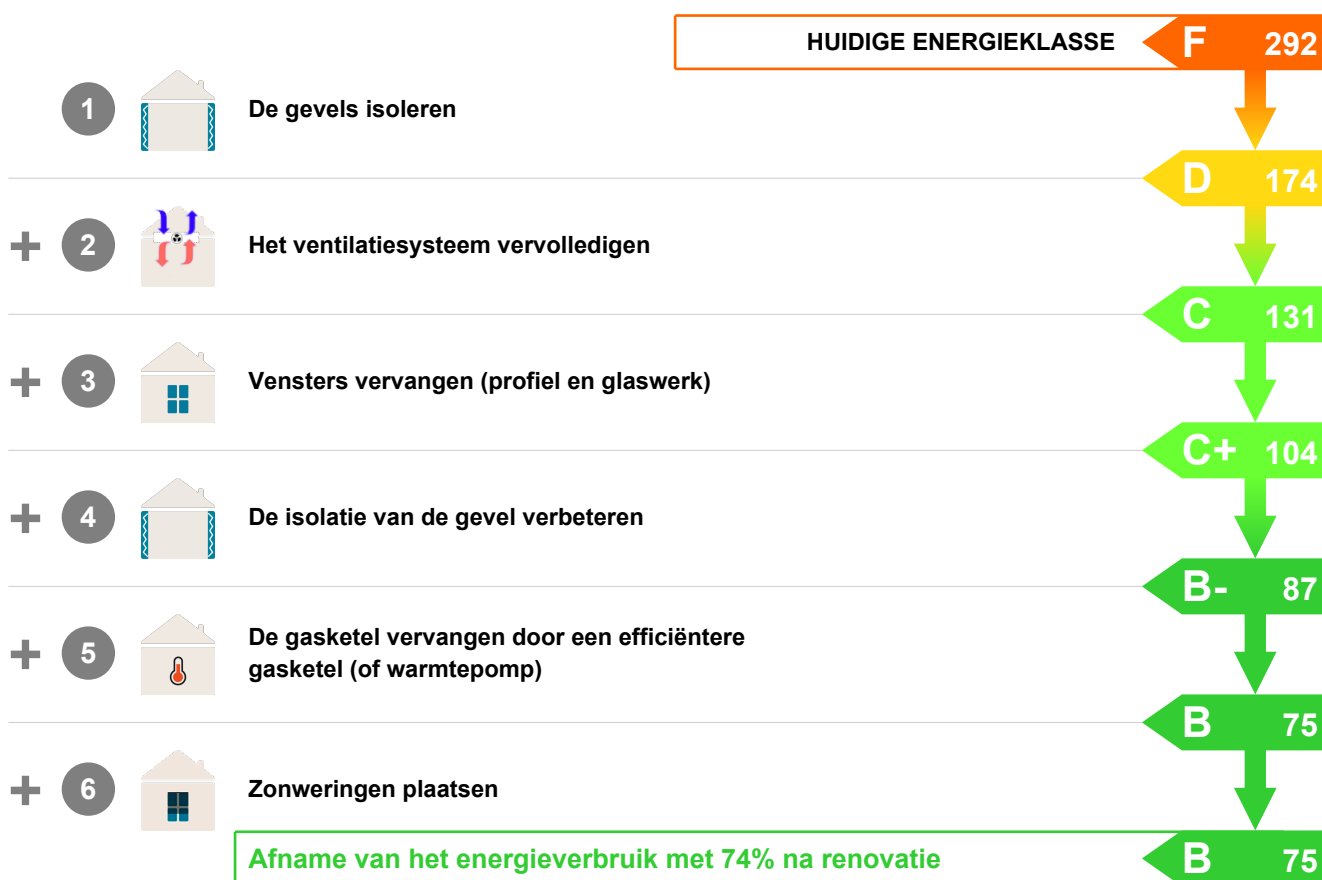 HUIDIGE ENERGIEKLASSE F 292
1 De gevels isoleren
D 174
+ 2 Het ventilatiesysteem vervolledigen
C 131
+ 3 Vensters vervangen (profiel en glaswerk)
C+ 104
+ 4 De isolatie van de gevel verbeteren
B- 87
+ 5 De gasketel vervangen door een efficiëntere
gasketel (of warmtepomp)
B 75
+ 6 Zonweringen plaatsen
Afname van het energieverbruik met 74% na renovatie B 75